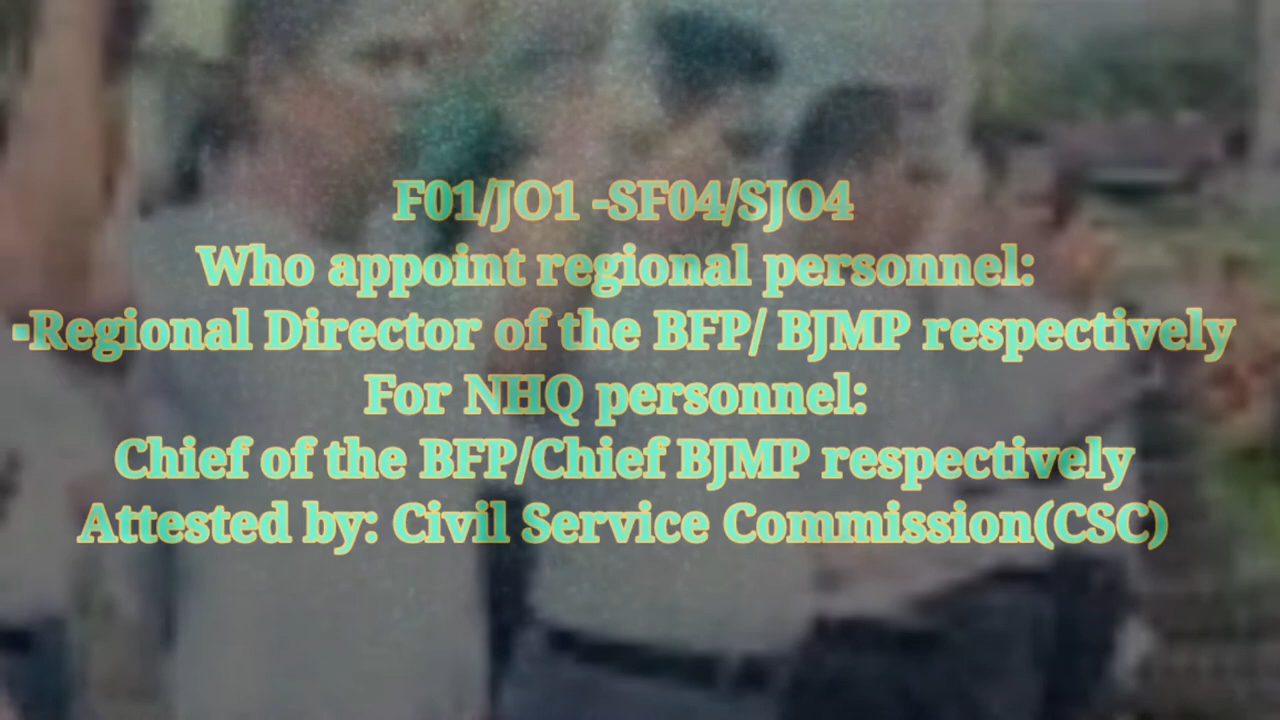 F01/JO1 -SF04/SJO4
Who appoint regional personnel:
▪Regional Director of the BFP/ BJMP respectively
For NHQ personnel:
Chief of the BFP/Chief BJMP respectively
Attested by: Civil Service Commission(CSC)